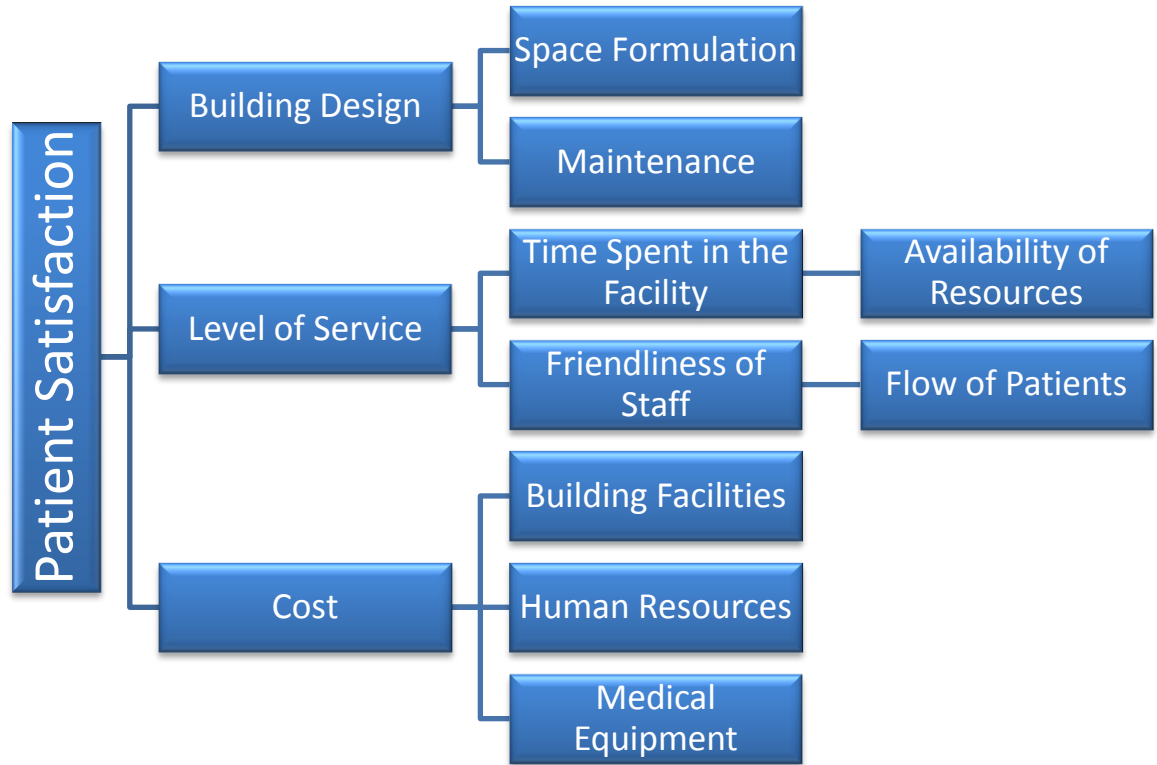 Patient Satisfaction
Building Design
Space Formulation
Maintenance
Level of Service
Time Spent in the
Facility
Availability of
Resources
Friendliness of
Staff
Flow of Patients
Cost
Building Facilities
Human Resources
Medical
Equipment